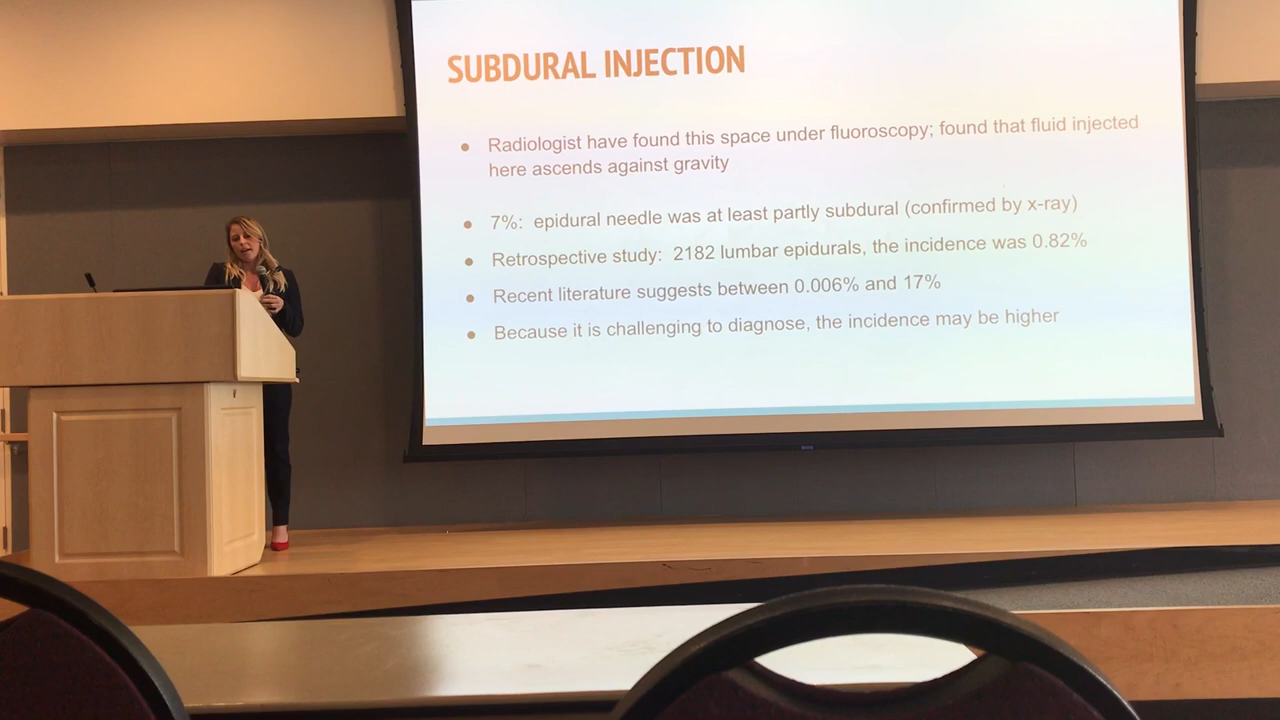 SUBDURAL INJECTION
● Radiologist have found this space under fluoroscopy; found that fluid injected
here ascends against gravity
● 7%: epidural needle was at least partly subdural (confirmed by x-ray)
● Retrospective study: 2182 lumbar epidurals, the incidence was 0.82%
● Recent literature suggests between 0.006% and 17%
● Because it is challenging to diagnose, the incidence may be higher